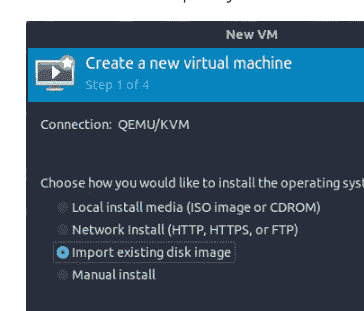 New VM
Create a new virtual machine
Step 1 of 4
Connection: QEMU/KVM
Choose how you would like to install the operating
Local install media (ISO image or CDROM)
Network Install (HTTP, HTTPS, or FTP)
Import existing disk image
Manual install